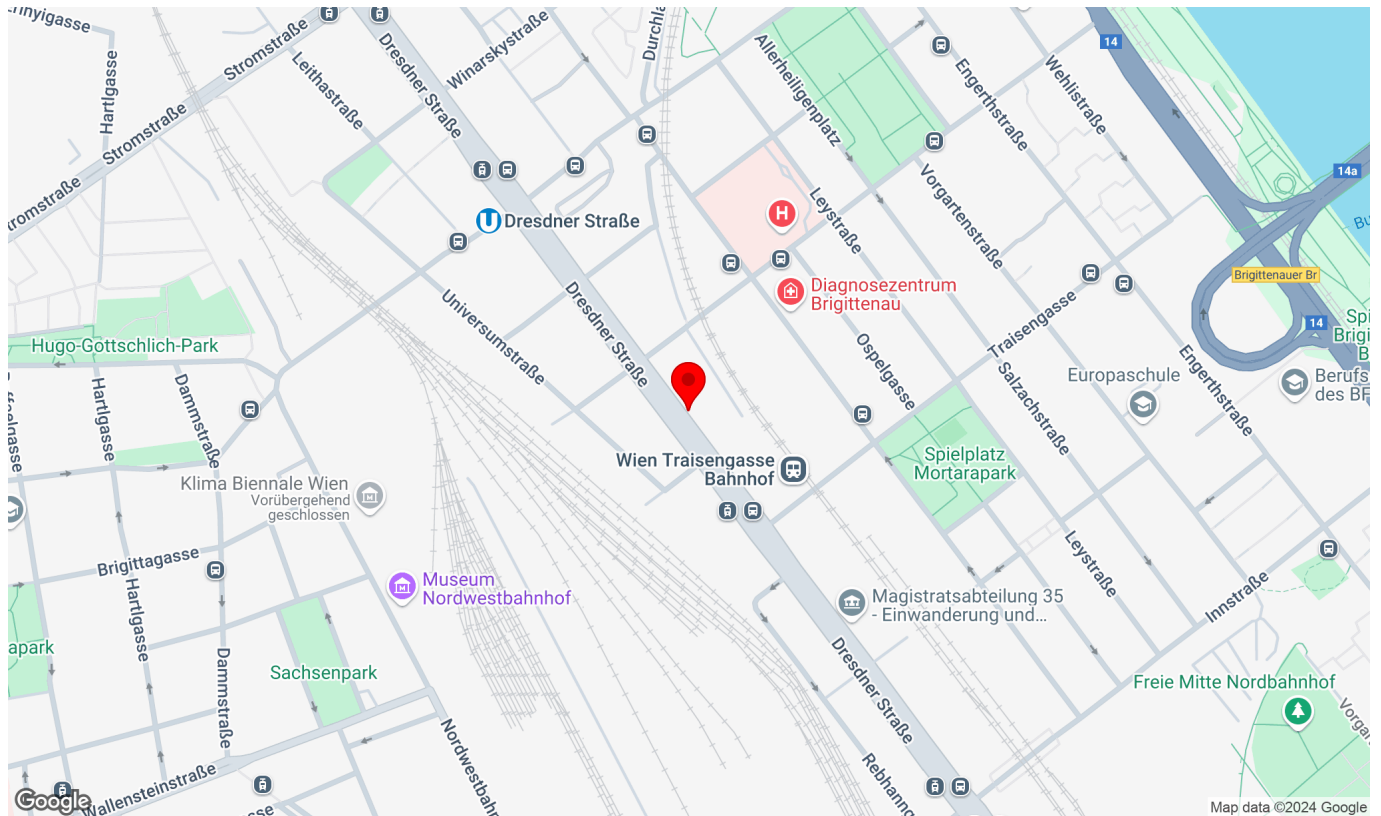 Hartlgasse
Stromstraße
Leithastraße
Dresdner Straße
Winarskystraße
Allerheiligenplatz
Engerthstraße
Wehlistraße
14
14a
Stromstraße
Vorgartenstraße
Leystraße
H
U Dresdner Straße
Brigittenauer Br
14
Diagnosezentrum
Brigittenau
Universumstraße
Dresdner Straße
Traisengasse
Ospelgasse
Salzachstraße
Engerthstraße
Hugo-Gottschlich-Park
Hartlgasse
Dammstraße
Europaschule
Wien Traisengasse
Bahnhof
Spielplatz
Mortarapark
Klima Biennale Wien
Vorübergehend
geschlossen
Brigittagasse
Hartlgasse
Dammstraße
Museum
Nordwestbahnhof
Magistratsabteilung 35
- Einwanderung und...
Leystraße
Innstraße
Sachsenpark
Dresdner Straße
Freie Mitte Nordbahnhof
Wallensteinstraße
Google
Map data ©2024 Google